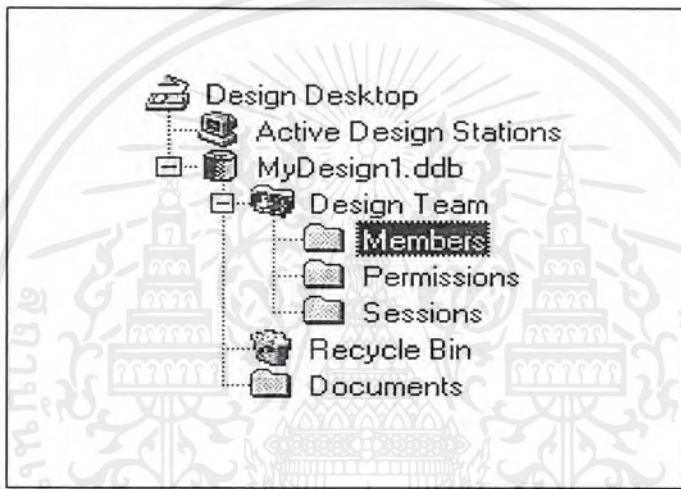 Design Desktop
Active Design Stations
MyDesign1.ddb
Design Team
Members
Permissions
Sessions
Recycle Bin
Documents